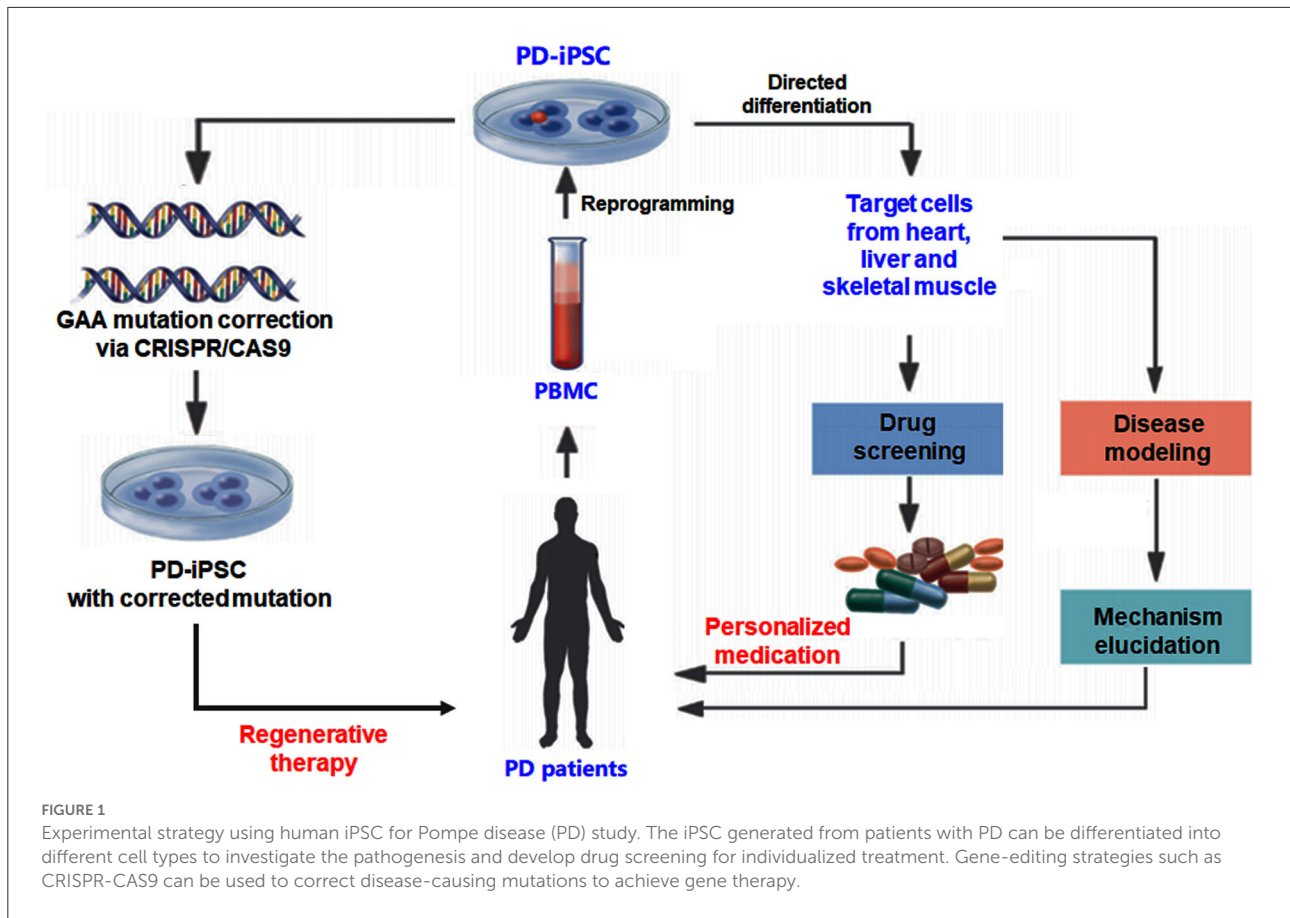 PD-iPSC
Directed
differentiation
Reprogramming
Target cells
from heart,
liver and
skeletal muscle
GAA mutation correction
via CRISPR/CAS9
PBMC
Drug
screening
Disease
modeling
PD-iPSC
with corrected mutation
Personalized
medication
Mechanism
elucidation
Regenerative
therapy
PD patients
FIGURE 1
Experimental strategy using human iPSC for Pompe disease (PD) study. The iPSC generated from patients with PD can be differentiated into
different cell types to investigate the pathogenesis and develop drug screening for individualized treatment. Gene-editing strategies such as
CRISPR-CAS9 can be used to correct disease-causing mutations to achieve gene therapy.